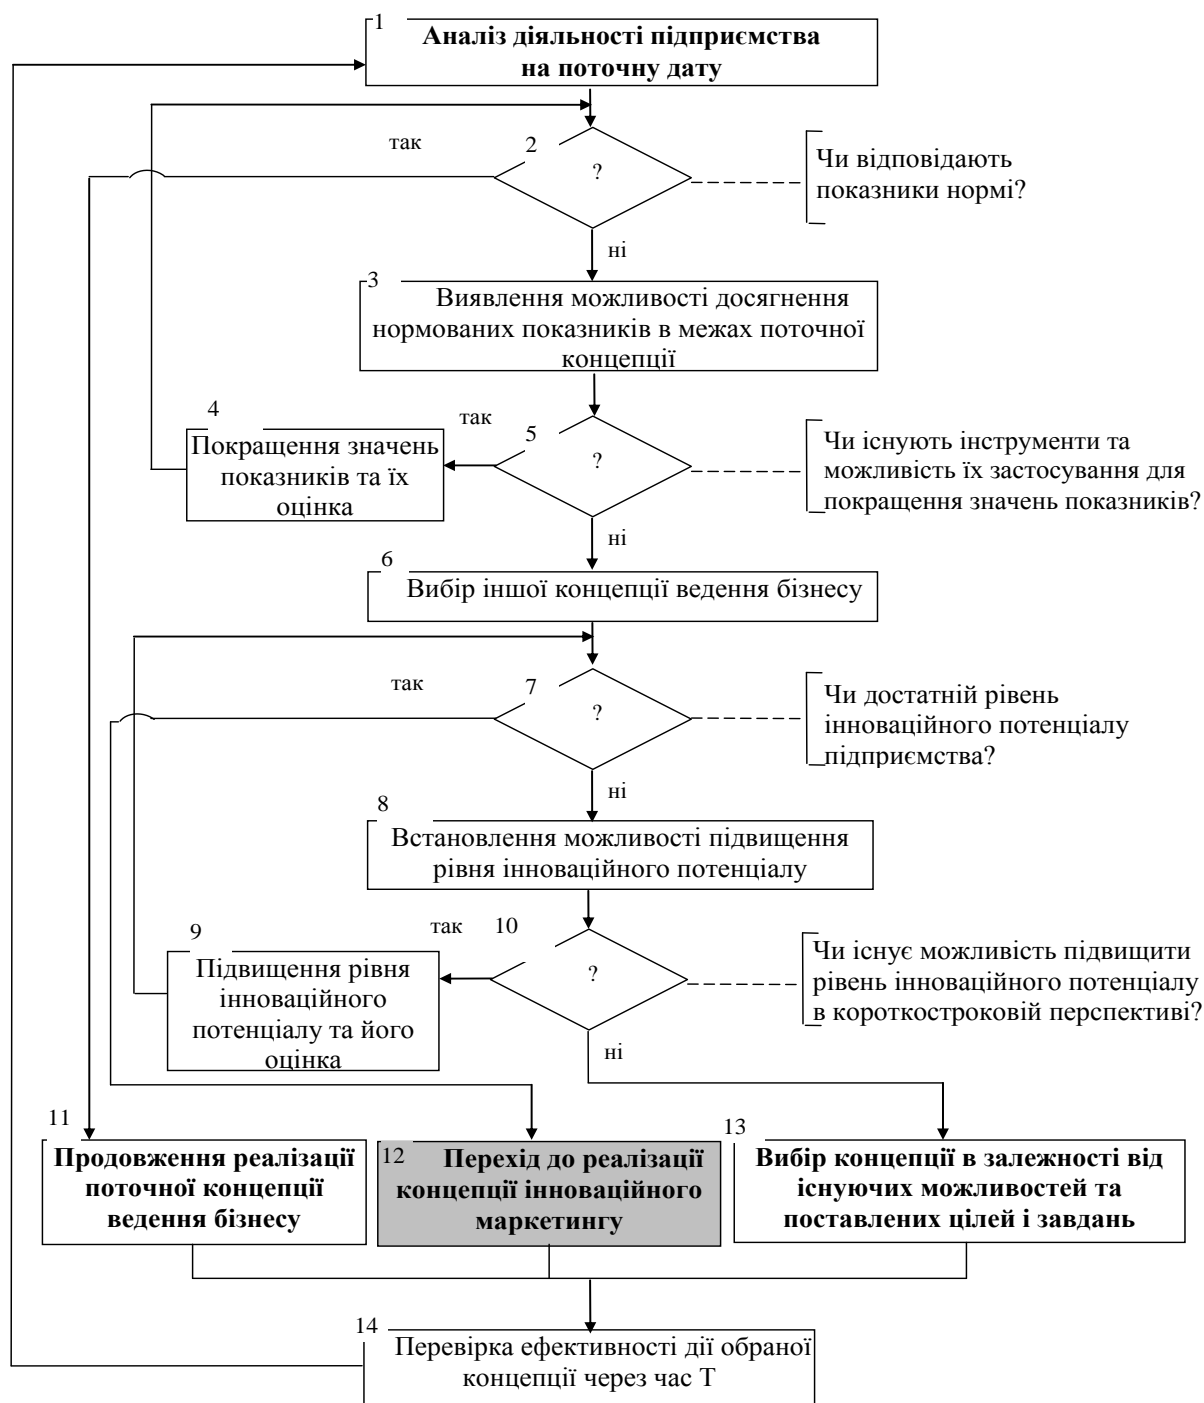 1
Аналіз діяльності підприємства
на поточну дату
так
2
?
Чи відповідають
показники нормі?
ні
3
Виявлення можливості досягнення
нормованих показників в межах поточної
концепції
4
Покращення значень
показників та їх
оцінка
так
5
?
Чи існують інструменти та
можливість їх застосування для
покращення значень показників?
ні
6
Вибір іншої концепції ведення бізнесу
так
7
?
Чи достатній рівень
інноваційного потенціалу
підприємства?
ні
8
Встановлення можливості підвищення
рівня інноваційного потенціалу
9
Підвищення рівня
інноваційного
потенціалу та його
оцінка
так
10
?
Чи існує можливість підвищити
рівень інноваційного потенціалу
в короткостроковій перспективі?
ні
11
Продовження реалізації
поточної концепції
ведення бізнесу
12
Перехід до реалізації
концепції інноваційного
маркетингу
13
Вибір концепції в залежності від
існуючих можливостей та
поставлених цілей і завдань
14
Перевірка ефективності дії обраної
концепції через час Т